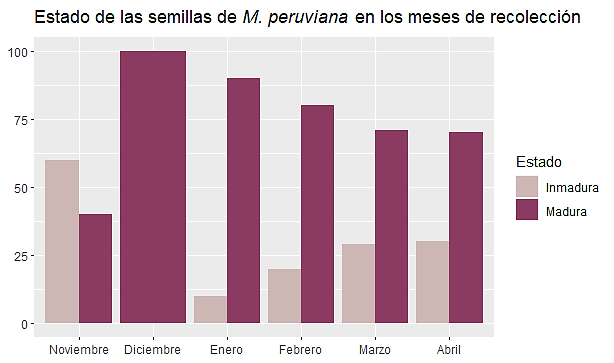 Estado de las semillas de M. peruviana en los meses de recolección
100
75
50
25
0
Noviembre Diciembre Enero Febrero Marzo Abril
Estado
Inmadura
Madura